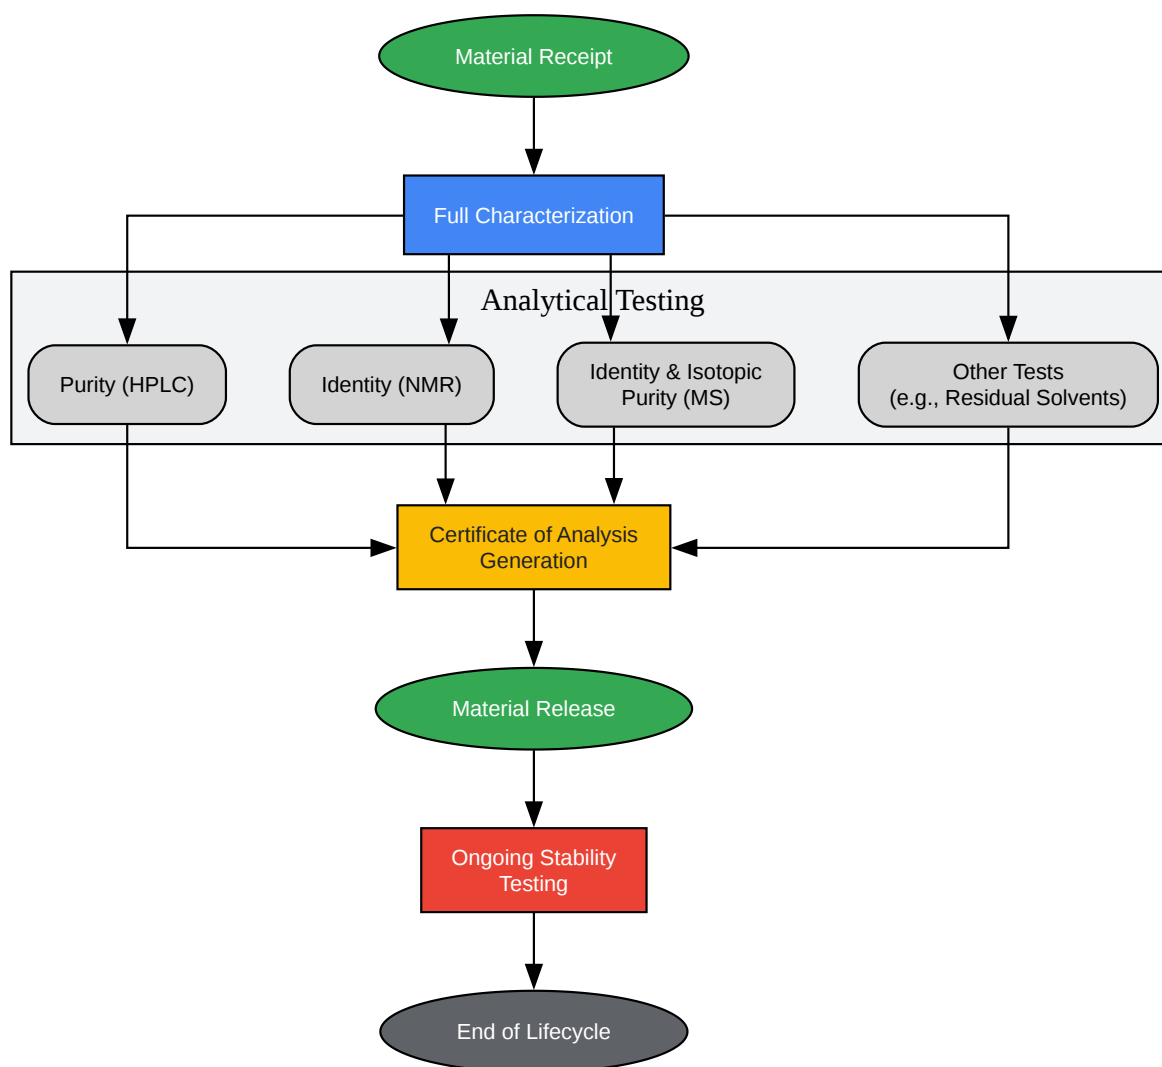 Material Receipt
Full Characterization
Analytical Testing
Purity (HPLC)
Identity (NMR)
Identity & Isotopic
Purity (MS)
Other Tests
(e.g., Residual Solvents)
Certificate of Analysis
Generation
Material Release
Ongoing Stability
Testing
End of Lifecycle